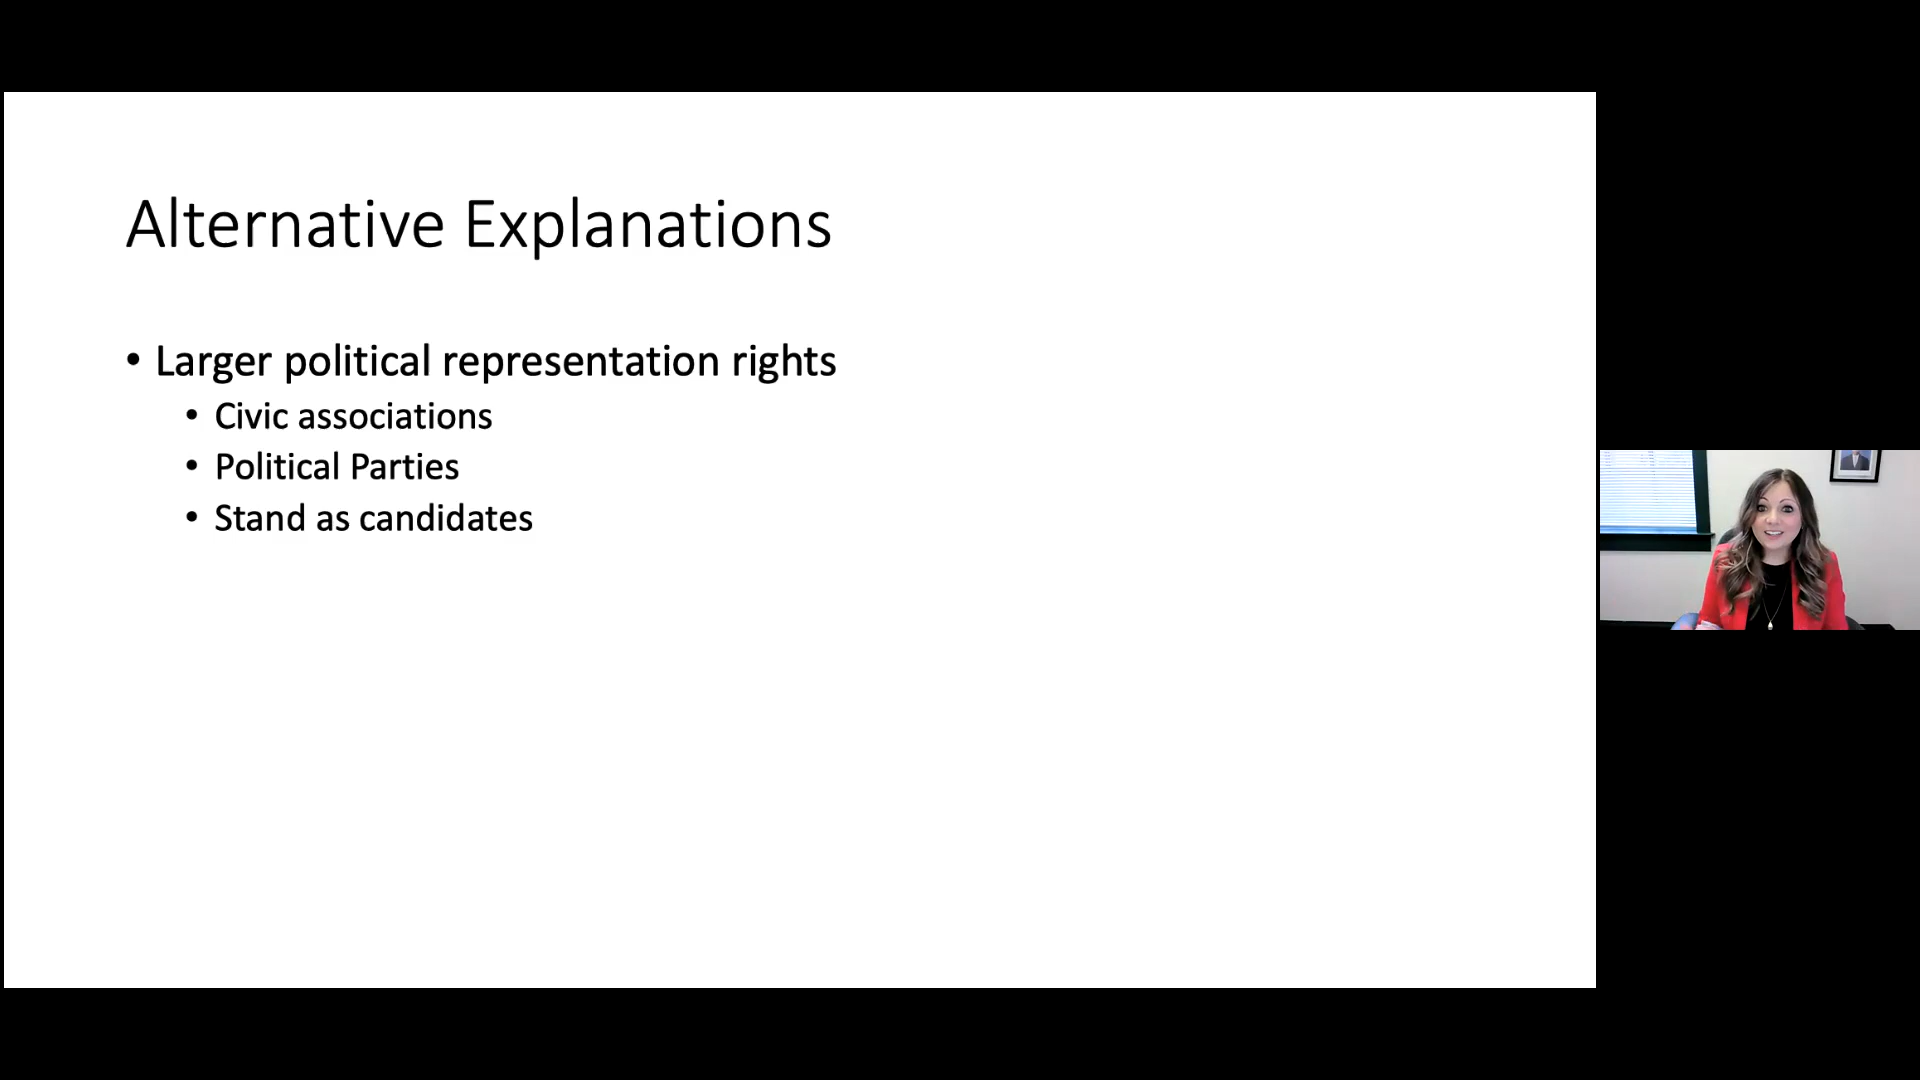 Alternative Explanations
• Larger political representation rights
• Civic associations
• Political Parties
• Stand as candidates